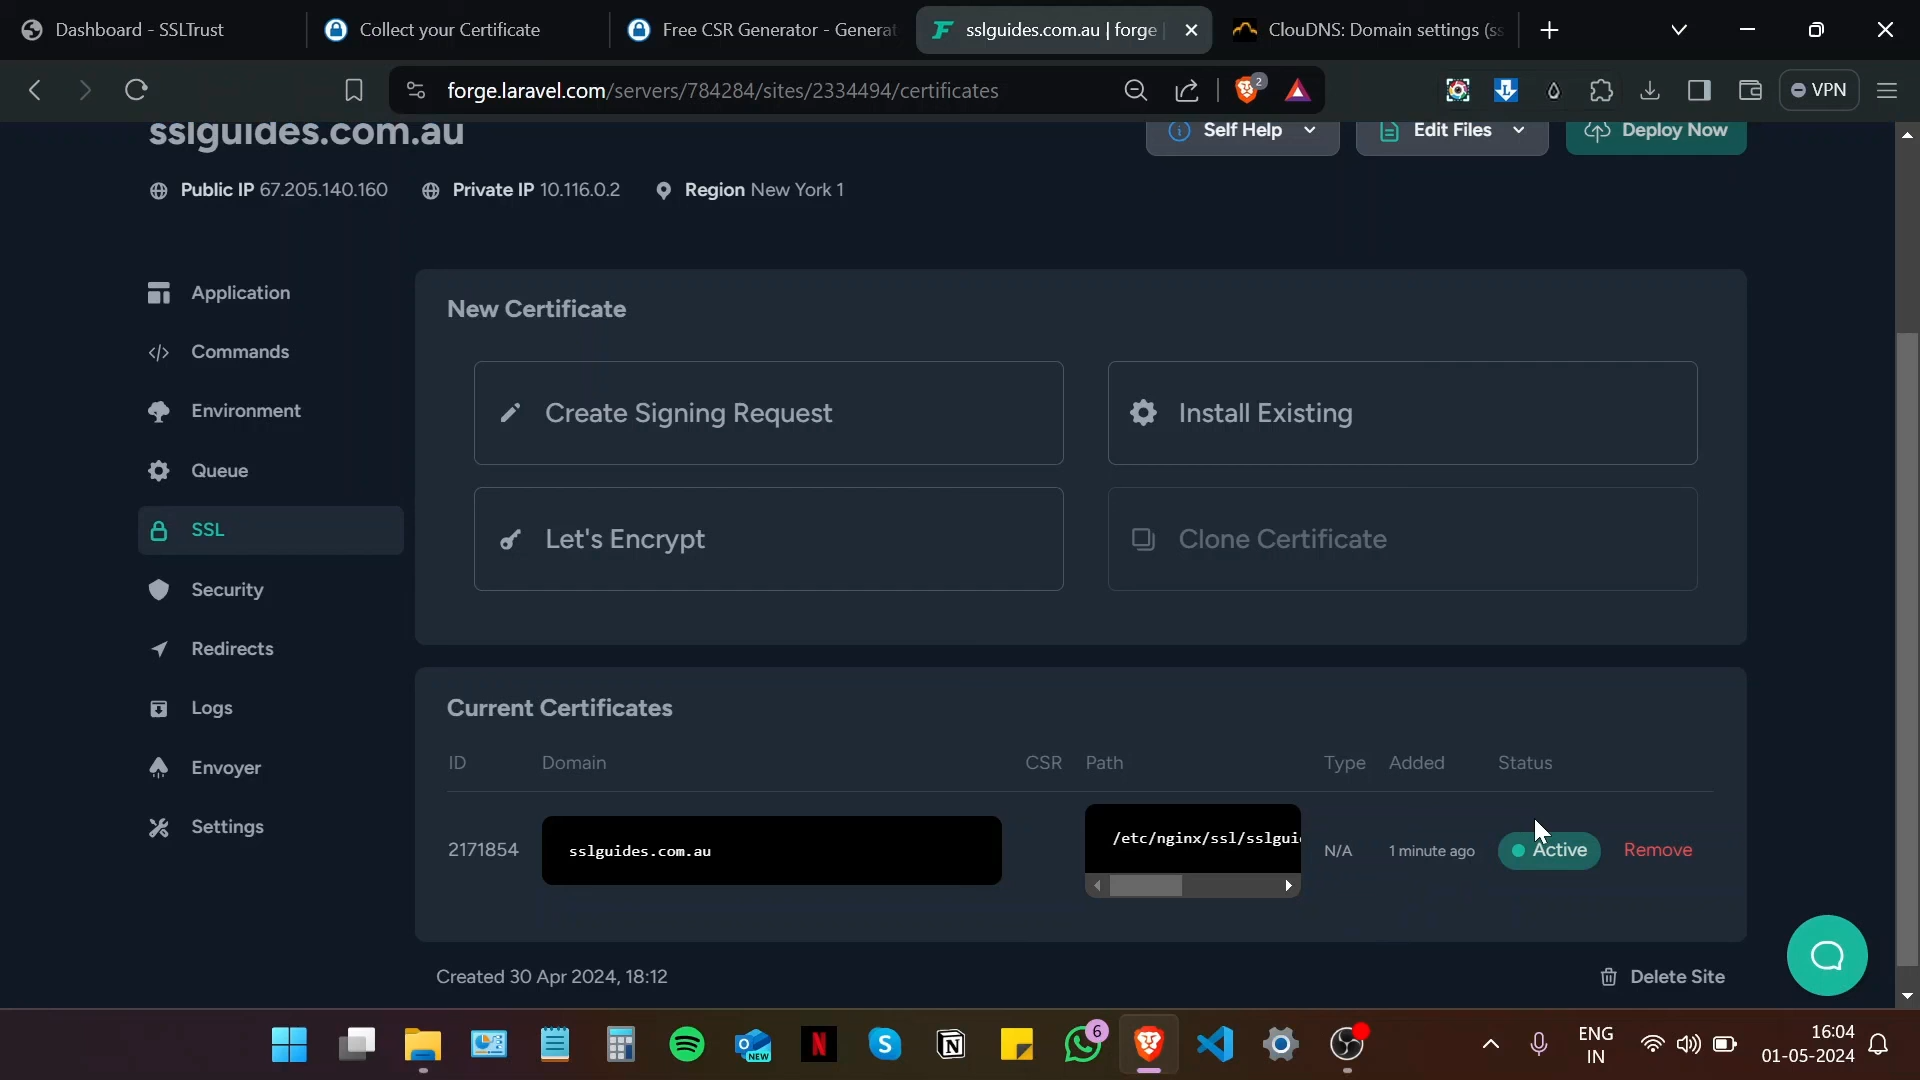 Dashboard - SSLTrust
Collect your Certificate
Free CSR Generator - Generat
sslguides.com.au | forge
ClouDNS: Domain settings (ss
forge.laravel.com/servers/784284/sites/2334494/certificates
2
VPN
sslguides.com.au
Self Help
Edit Files
Deploy Now
Public IP 67.205.140.160
Private IP 10.116.0.2
Region New York 1
Application
Commands
Environment
Queue
SSL
Security
Redirects
Logs
Envoyer
Settings
New Certificate
Create Signing Request
Install Existing
Let's Encrypt
Clone Certificate
Current Certificates
ID Domain CSR Path Type Added Status
2171854 sslguides.com.au /etc/nginx/ssl/sslgui N/A 1 minute ago Active Remove
Created 30 Apr 2024, 18:12
Delete Site
NEW
6
ENG
IN
16:04
01-05-2024